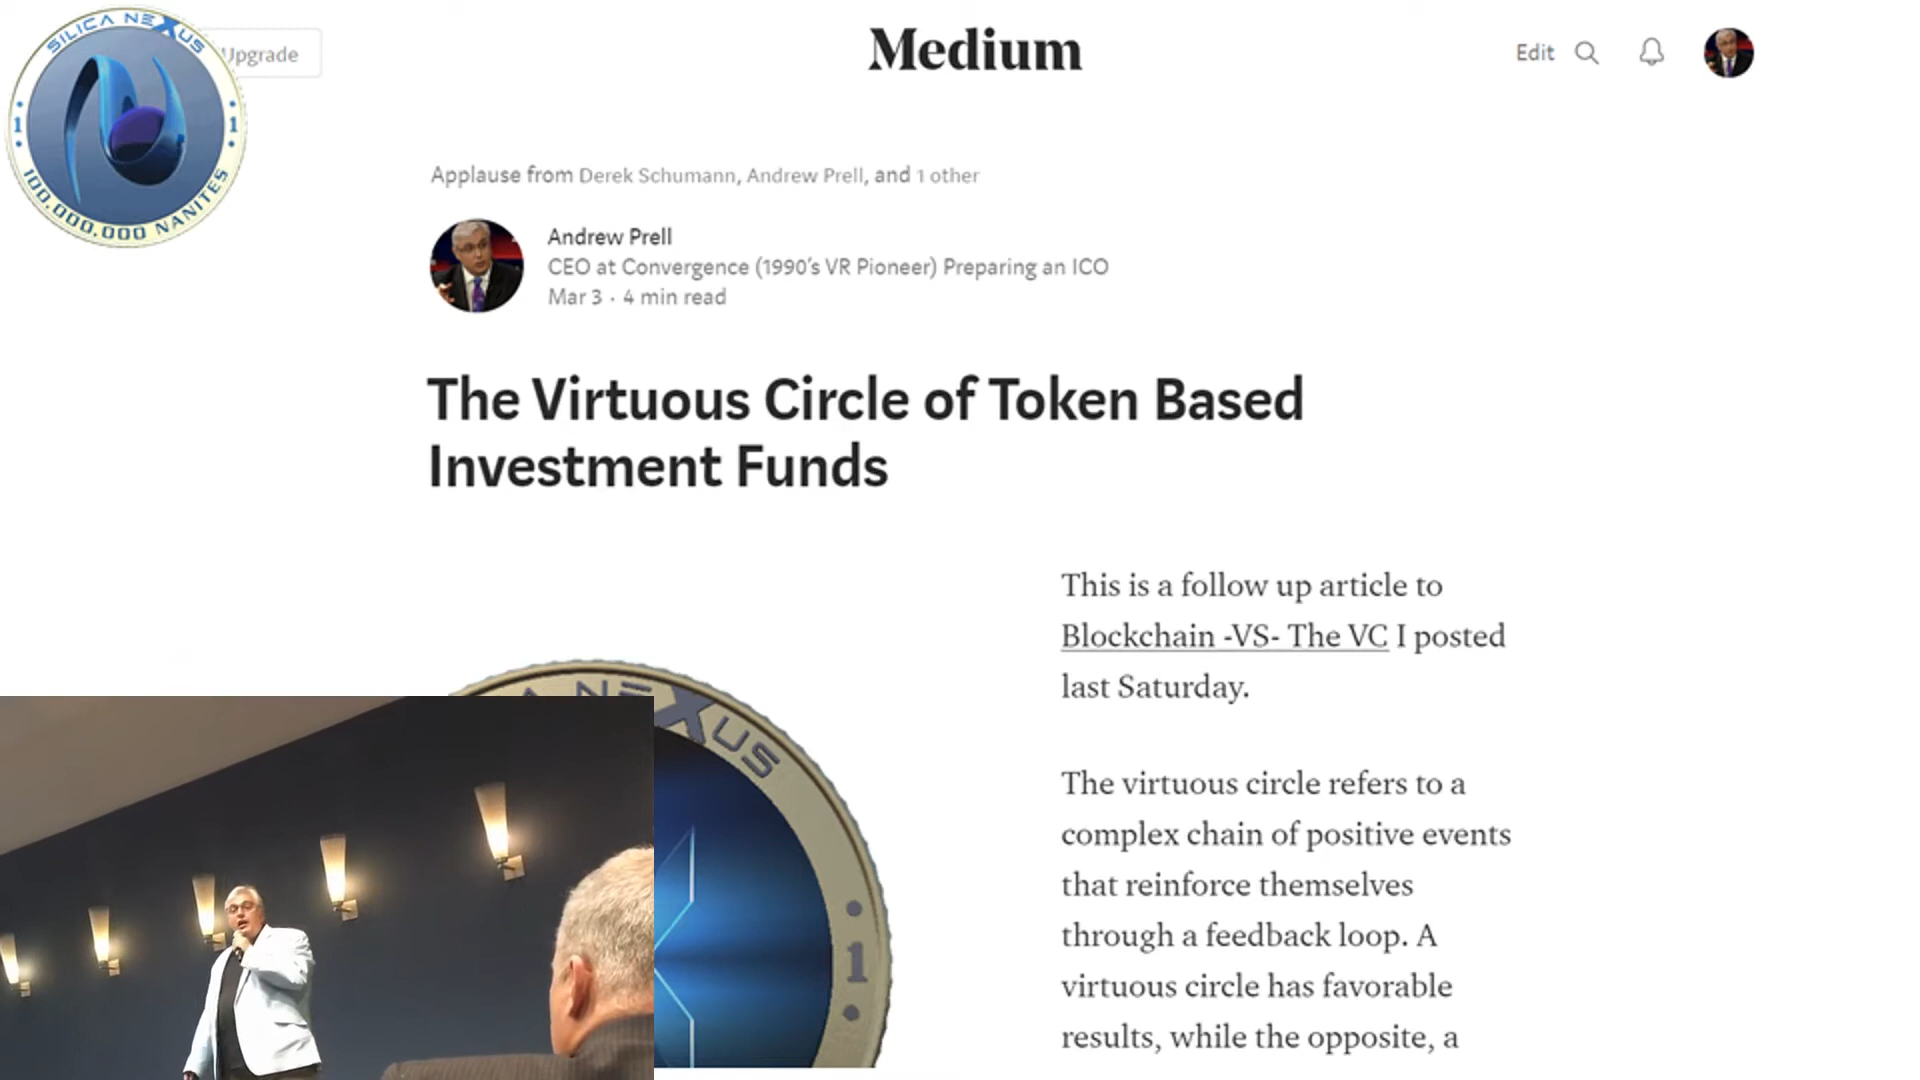 SILICA NEXUS
1
1
100.000.000 NANITES
Upgrade
Medium
Edit
Applause from Derek Schumann, Andrew Prell, and 1 other
Andrew Prell
CEO at Convergence (1990's VR Pioneer) Preparing an ICO
Mar 3 · 4 min read
The Virtuous Circle of Token Based
Investment Funds
This is a follow up article to
Blockchain -VS- The VC I posted
last Saturday.
The virtuous circle refers to a
complex chain of positive events
that reinforce themselves
through a feedback loop. A
virtuous circle has favorable
results, while the opposite, a
A NEXUS
1